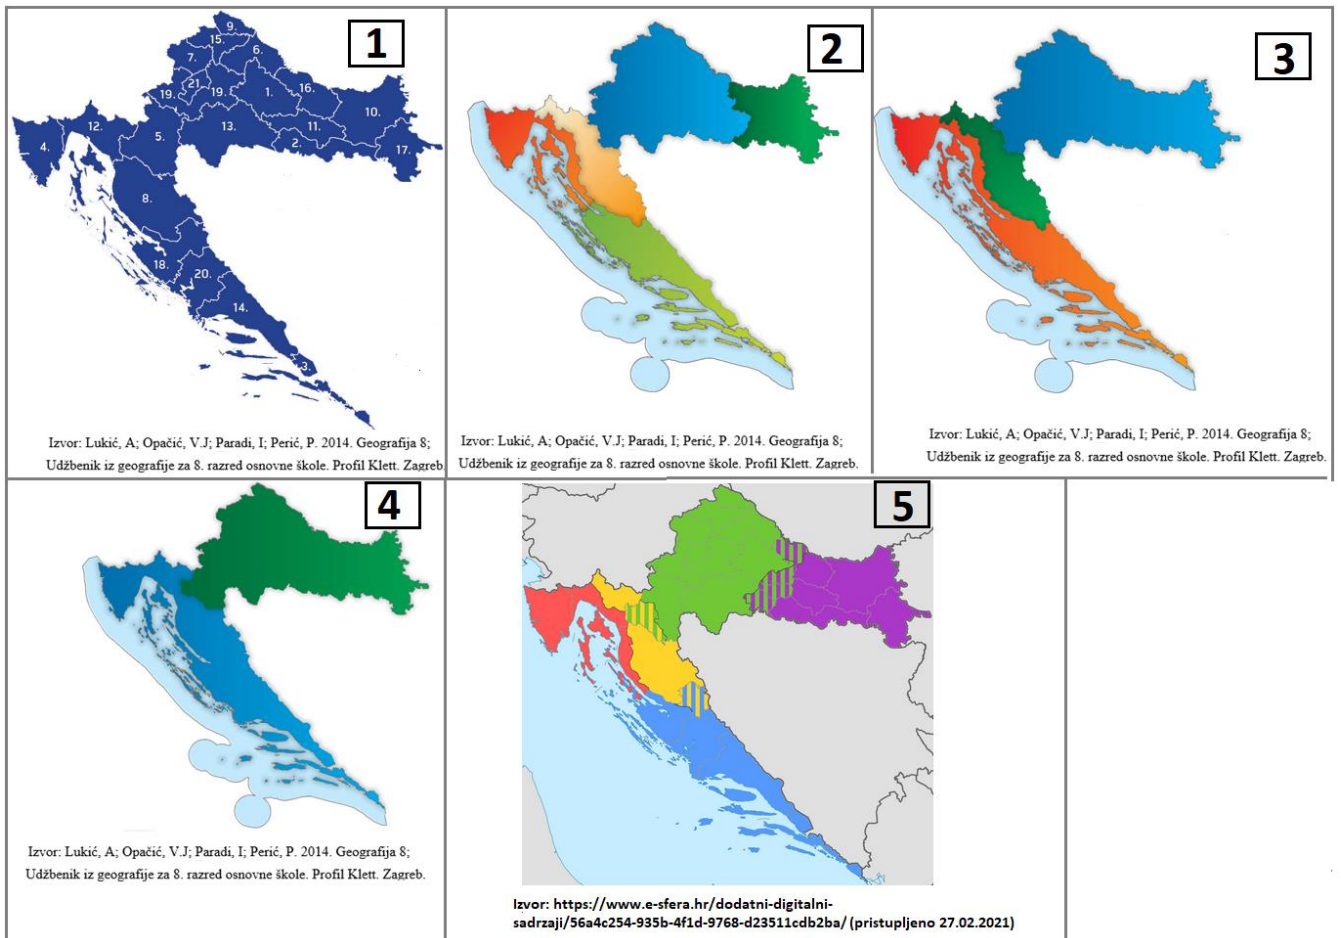 1
9.
15.
7.
6.
21.
19.
19.
1.
16.
10.
12.
5.
13.
11.
4.
2.
17.
8.
18.
20.
14.
3.
Izvor: Lukić, A; Opačić, V.J; Paradi, I; Perić, P. 2014. Geografija 8;
Udžbenik iz geografije za 8. razred osnovne škole. Profil Klett. Zagreb.
2
Izvor: Lukić, A; Opačić, V.J; Paradi, I; Perić, P. 2014. Geografija 8;
Udžbenik iz geografije za 8. razred osnovne škole. Profil Klett. Zagreb.
3
Izvor: Lukić, A; Opačić, V.J; Paradi, I; Perić, P. 2014. Geografija 8;
Udžbenik iz geografije za 8. razred osnovne škole. Profil Klett. Zagreb.
4
Izvor: Lukić, A; Opačić, V.J; Paradi, I; Perić, P. 2014. Geografija 8;
Udžbenik iz geografije za 8. razred osnovne škole. Profil Klett. Zagreb.
5
Izvor: https://www.e-sfera.hr/dodatni-digitalni-
sadrzaji/56a4c254-935b-4f1d-9768-d23511cdb2ba/ (pristupljeno 27.02.2021)